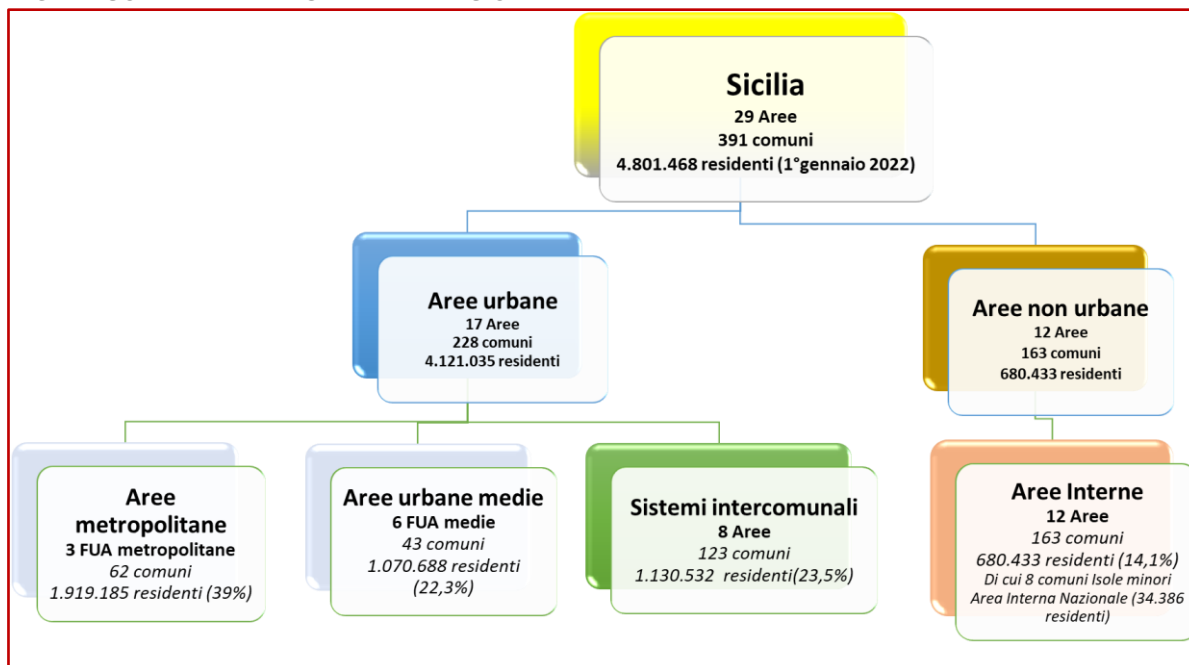 Sicilia
29 Aree
391 comuni
4.801.468 residenti (1°gennaio 2022)
Aree urbane
17 Aree
228 comuni
4.121.035 residenti
Aree non urbane
12 Aree
163 comuni
680.433 residenti
Aree
metropolitane
3 FUA metropolitane
62 comuni
1.919.185 residenti (39%)
Aree urbane medie
6 FUA medie
43 comuni
1.070.688 residenti
(22,3%)
Sistemi intercomunali
8 Aree
123 comuni
1.130.532 residenti(23,5%)
Aree Interne
12 Aree
163 comuni
680.433 residenti (14,1%)
Di cui 8 comuni Isole minori
Area Interna Nazionale (34.386
residenti)